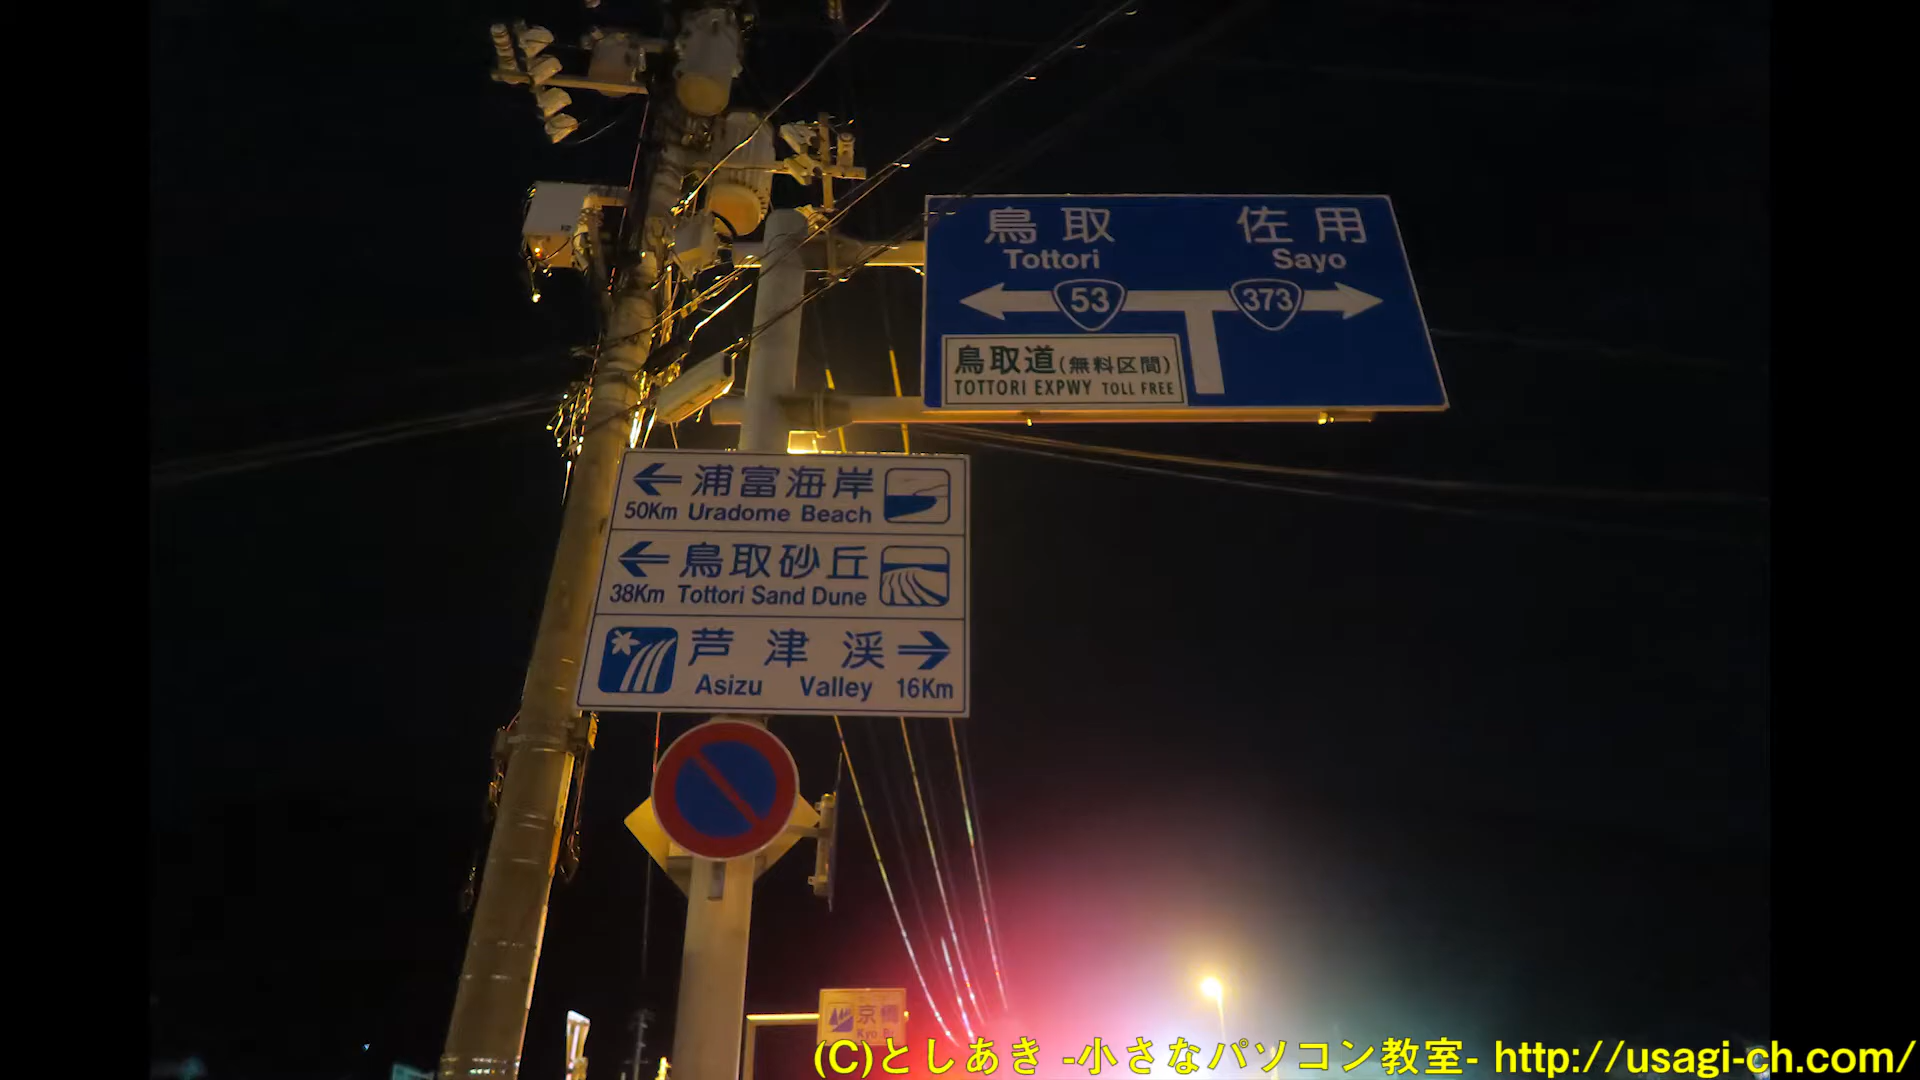 鳥取 佐用
Tottori Sayo
53 373
鳥取道(無料区間)
TOTTORI EXPWY TOLL FREE
浦富海岸
50Km Uradome Beach
鳥取砂丘
38Km Tottori Sand Dune
芦津渓
Asizu Valley 16Km
京橋
(C)としあき -小さなパソコン教室- http://usagi-ch.com/